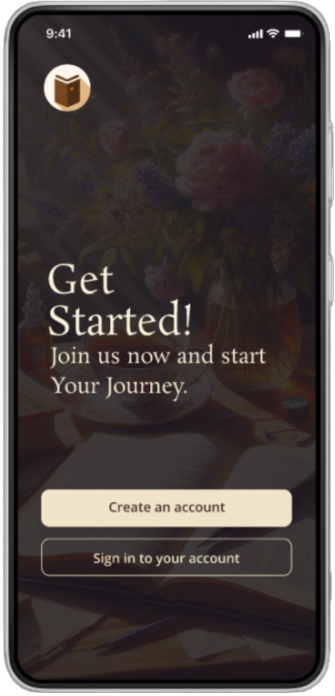 9:41
Get
Started!
Join us now and start
Your Journey.
Create an account
Sign in to your account